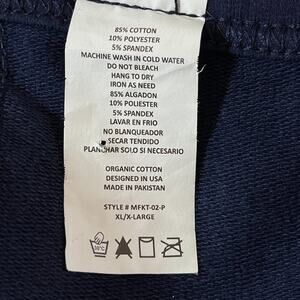 85% COTTON
10% POLYESTER
5% SPANDEX
MACHINE WASH IN COLD WATER
DO NOT BLEACH
HANG TO DRY
IRON AS NEED
85% ALGADON
10% POLIESTER
5% SPANDEX
LAVAR EN FRIO
NO BLANQUEADOR
SECAR TENDIDO
PLANCHAR SOLO SI NECESARIO
ORGANIC COTTON
DESIGNED IN USA
MADE IN PAKISTAN
STYLE # MFKT-02-P
XL/X-LARGE
30°C